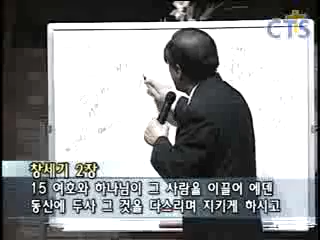 CTS
창세기 2장
15 여호와 하나님이 그 사람을 이끌어 에덴
동산에 두사 그 것을 다스리며 지키게 하시고